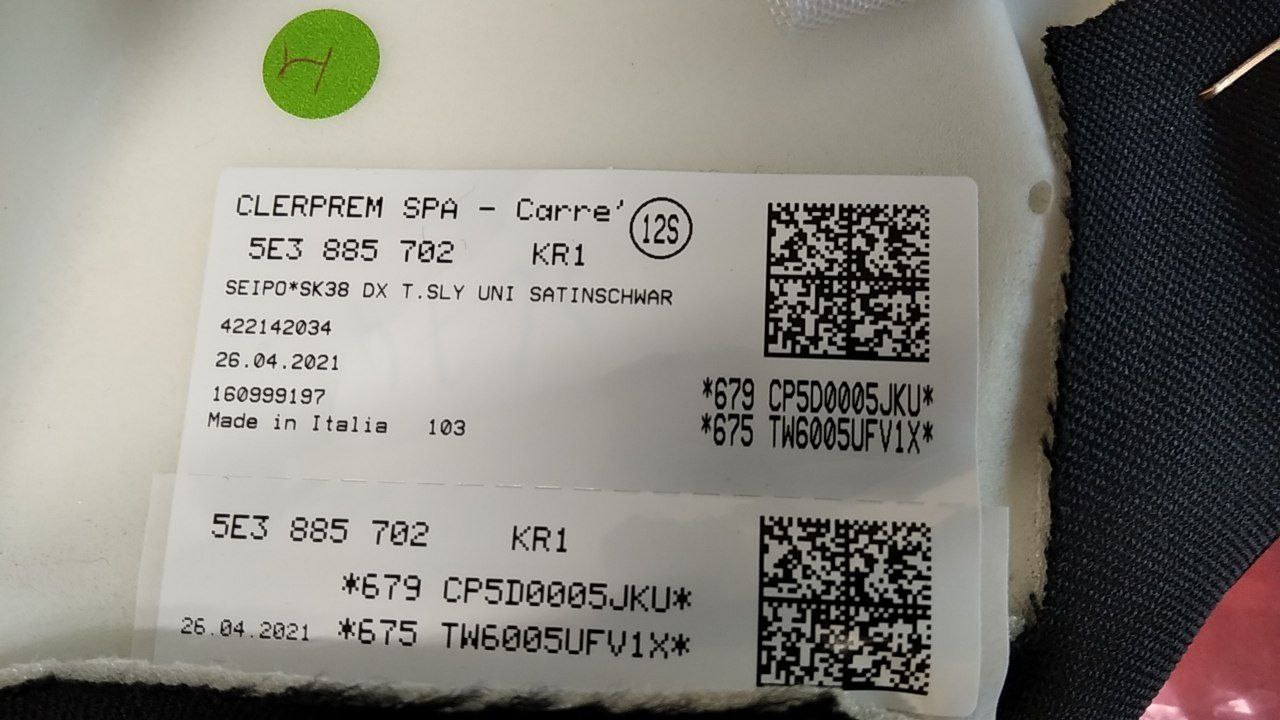 H
CLERPREM SPA - Carre' 12S
5E3 885 702 KR1
SEIPO*SK38 DX T.SLY UNI SATINSCHWAR
422142034
26.04.2021
160999197
Made in Italia 103
*679 CP5D0005JKU*
*675 TW6005UFV1X*
5E3 885 702 KR1
*679 CP5D0005JKU*
26.04.2021 *675 TW6005UFV1X*